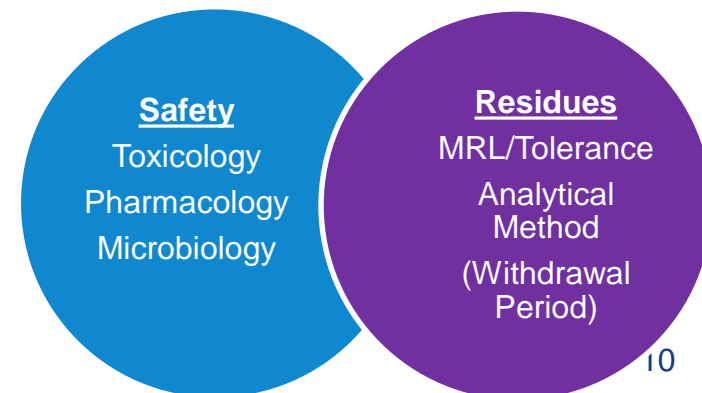 Safety
Toxicology
Pharmacology
Microbiology
Residues
MRL/Tolerance
Analytical
Method
(Withdrawal
Period)
10